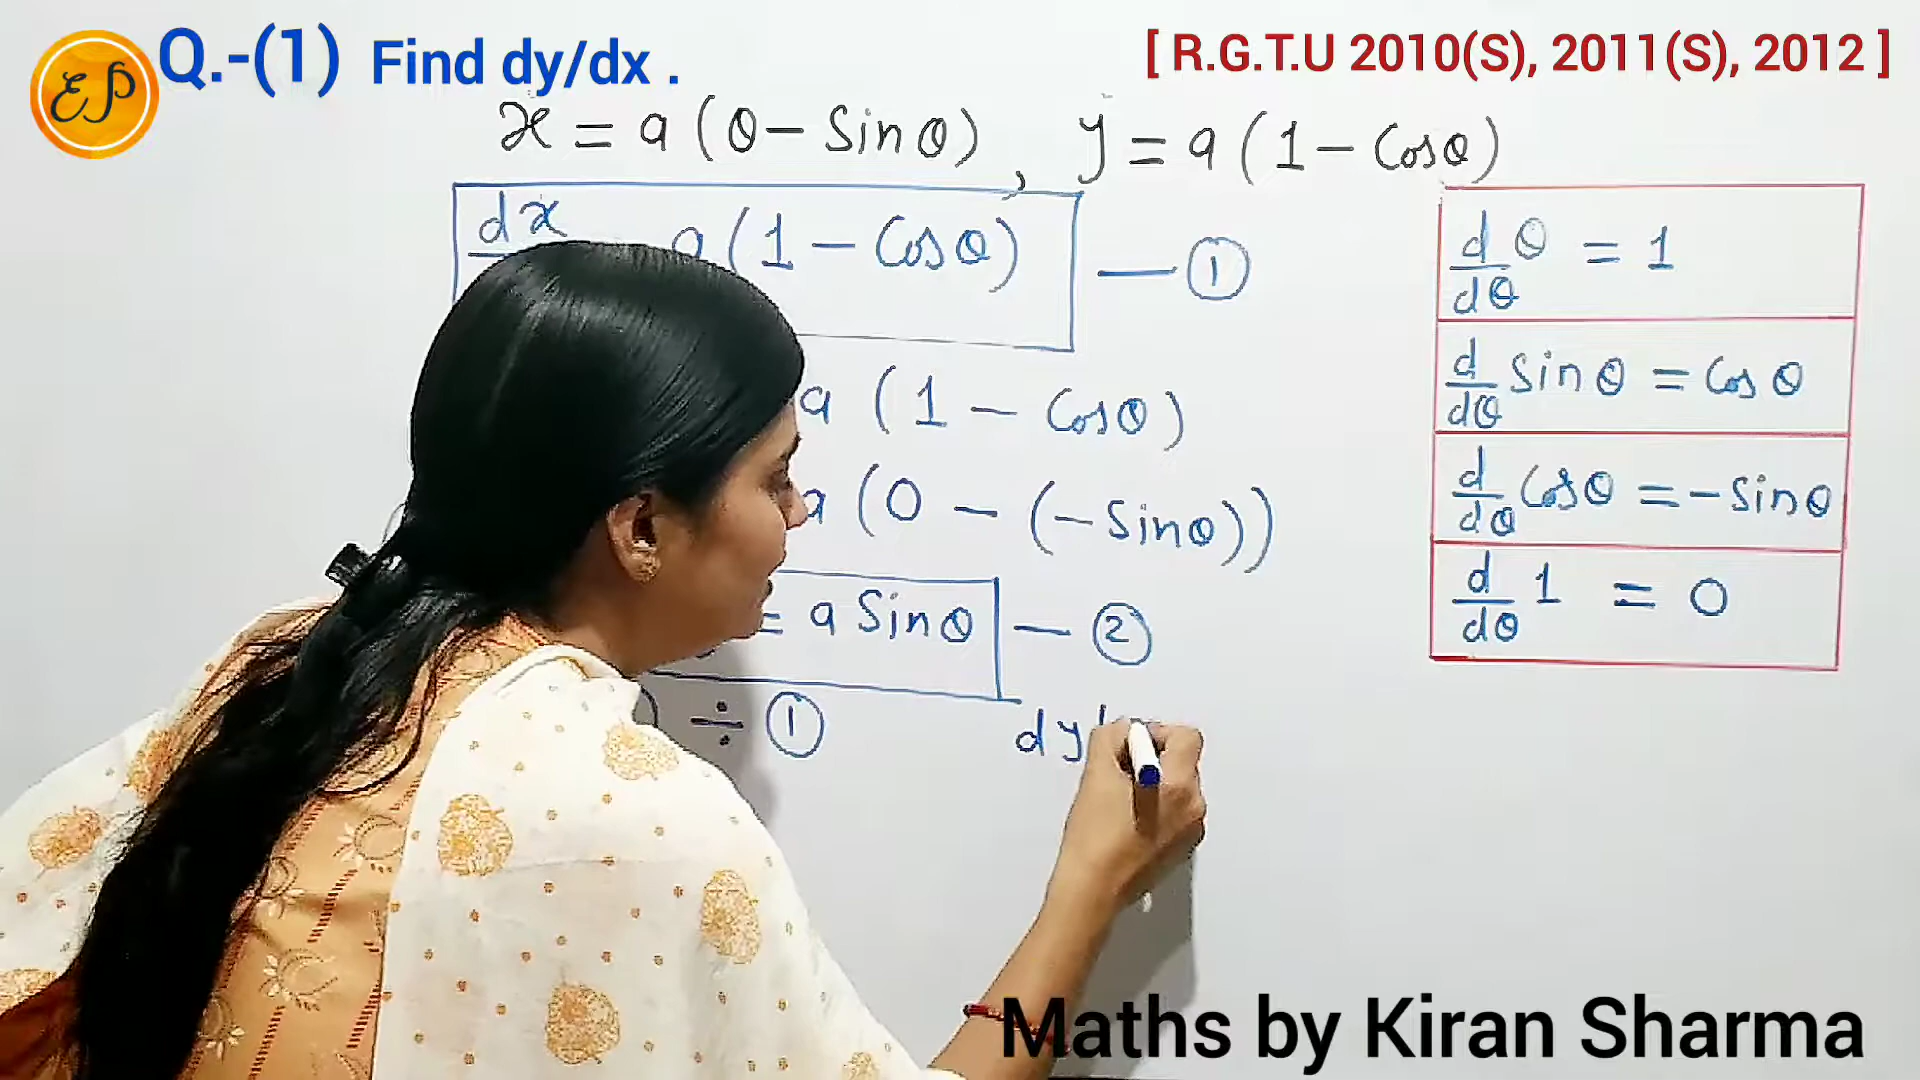 EP
Q.-(1) Find dy/dx .
[ R.G.T.U 2010(S), 2011(S), 2012 ]
x = a (θ - Sinθ) , y = a (1 - Cosθ)
dx a (1 - Cosθ) — ①
a (1 - Cosθ)
a (0 - (-Sinθ))
= a Sinθ — ②
÷ ① dy
d/dθ θ = 1
d/dθ Sinθ = Cosθ
d/dθ Cosθ = -Sinθ
d/dθ 1 = 0
Maths by Kiran Sharma